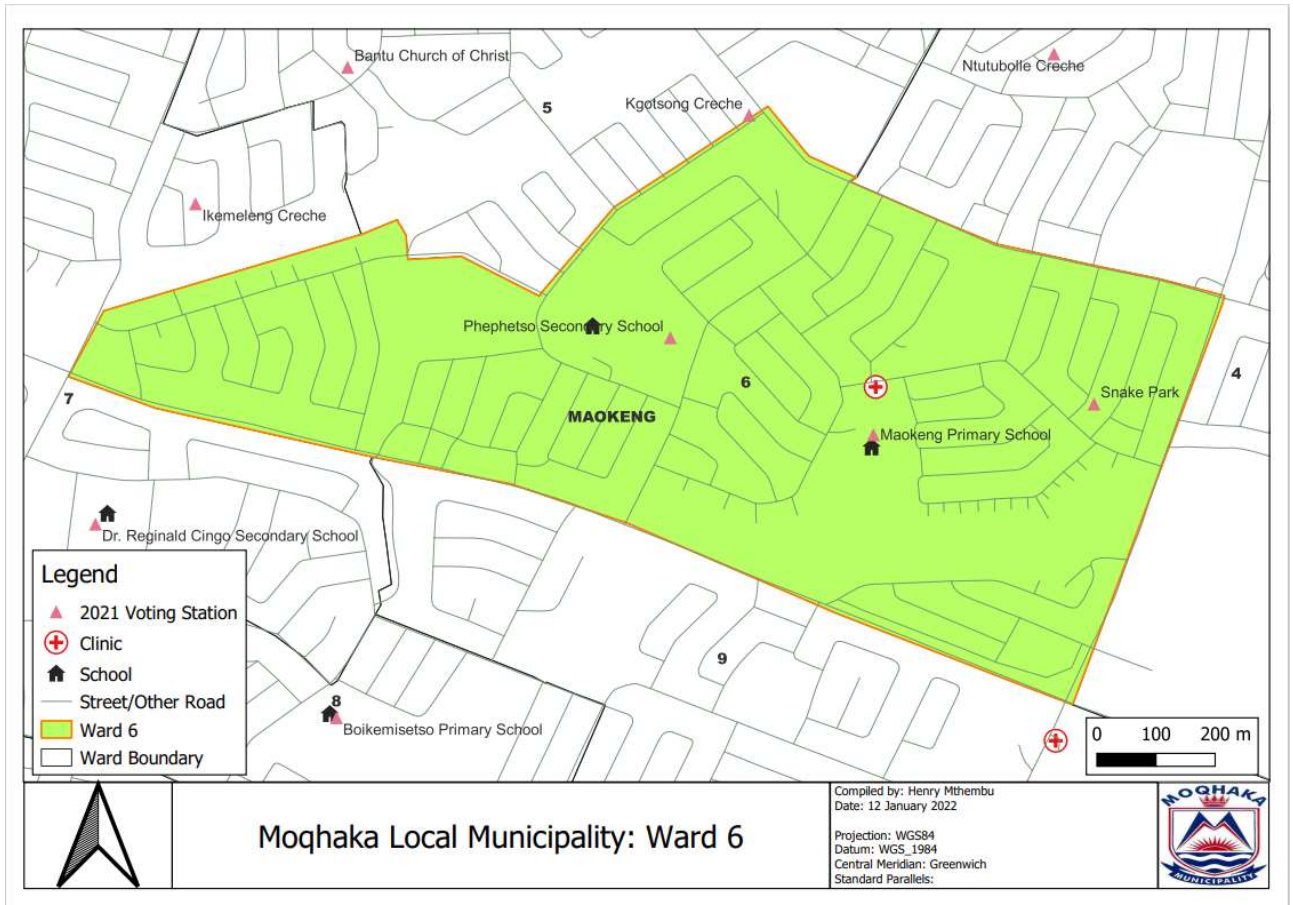 Bantu Church of Christ
Ntutubolle Creche
Kgotsong Creche
5
Ikemeleng Creche
Phephetso Secondary School
6
4
7
Snake Park
MAOKENG
Maokeng Primary School
Dr. Reginald Cingo Secondary School
9
8
Boikemisetso Primary School
Legend
2021 Voting Station
Clinic
School
Street/Other Road
Ward 6
Ward Boundary
0 100 200 m
Moqhaka Local Municipality: Ward 6
Compiled by: Henry Mthembu
Date: 12 January 2022
Projection: WGS84
Datum: WGS_1984
Central Meridian: Greenwich
Standard Parallels:
MOQHAKA
MUNICIPALITY